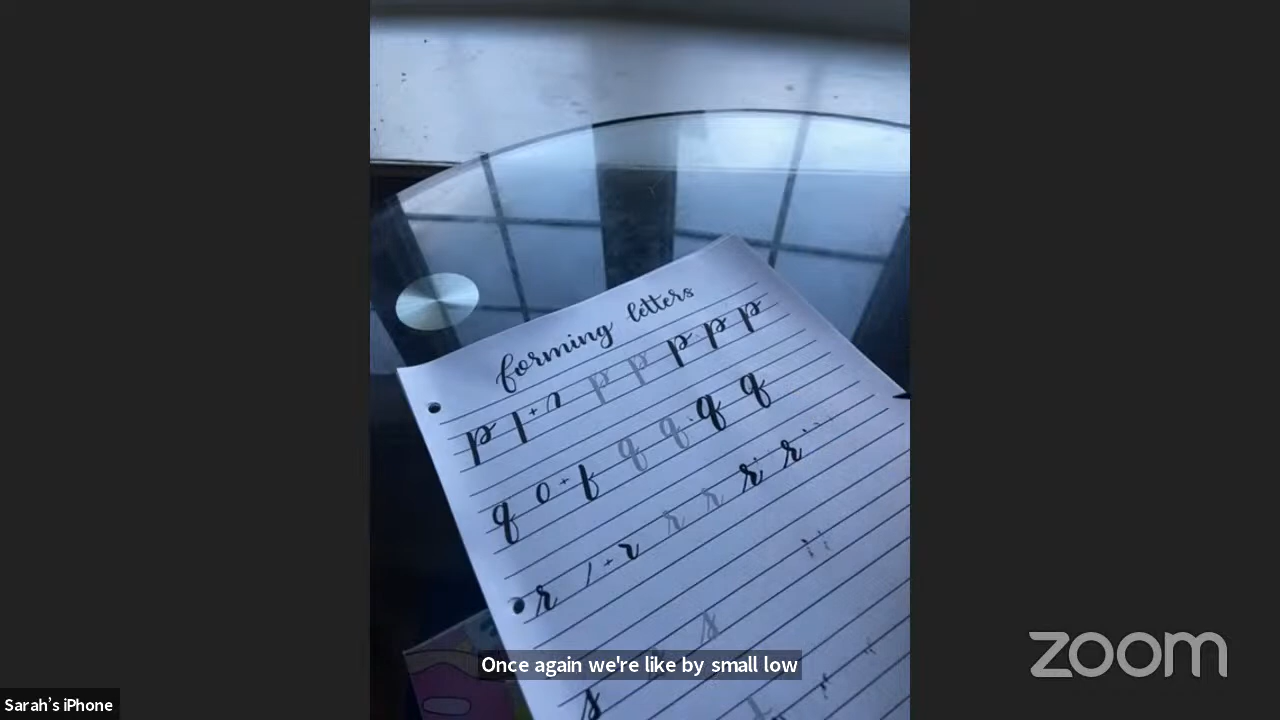 forming letters
p l + n p p p p p
q o + f q q q q
r / + r r r r r
s
s
Once again we're like by small low
Sarah's iPhone
zoom